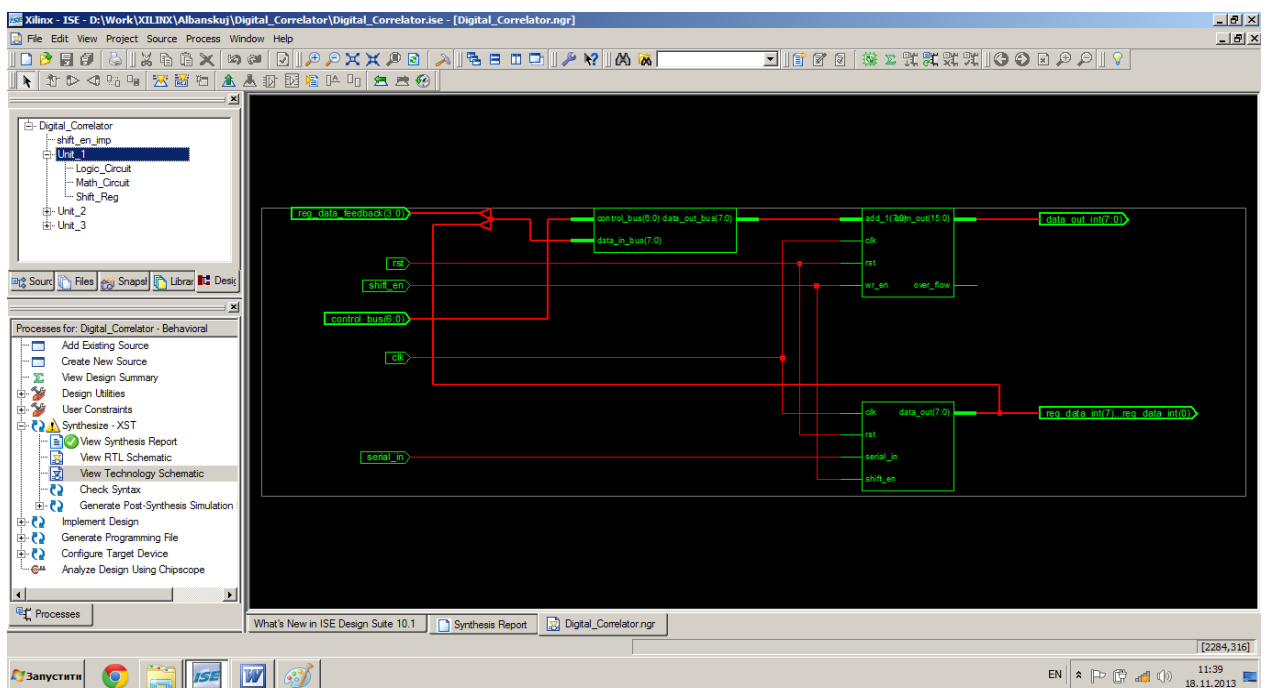 Xilinx - ISE - D:\Work\XILINX\Albanskuj\Digital_Correlator\Digital_Correlator.ise - [Digital_Correlator.ngr]
File Edit View Project Source Process Window Help
Digital_Correlator
shift_en_imp
Unit_1
Logic_Circuit
Math_Circuit
Shift_Reg
Unit_2
Unit_3
Sourc Files Snapsl Librar Desig
Processes for: Digital_Correlator - Behavioral
Add Existing Source
Create New Source
View Design Summary
Design Utilities
User Constraints
Synthesize - XST
View Synthesis Report
View RTL Schematic
View Technology Schematic
Check Syntax
Generate Post-Synthesis Simulation
Implement Design
Generate Programming File
Configure Target Device
Analyze Design Using Chipscope
Processes
reg_data_feedback(3:0)
rst
shift_en
control_bus(6:0)
clk
serial_in
control_bus(6:0) data_out_bus(7:0)
data_in_bus(7:0)
clk
rst
wr_en over_flow
data_out_int(7:0)
clk data_out(7:0)
rst
serial_in
shift_en
reg_data_int(7)...reg_data_int(0)
What's New in ISE Design Suite 10.1 Synthesis Report Digital_Correlator.ngr
[2284,316]
Запустити ISE W EN 11:39
18.11.2013